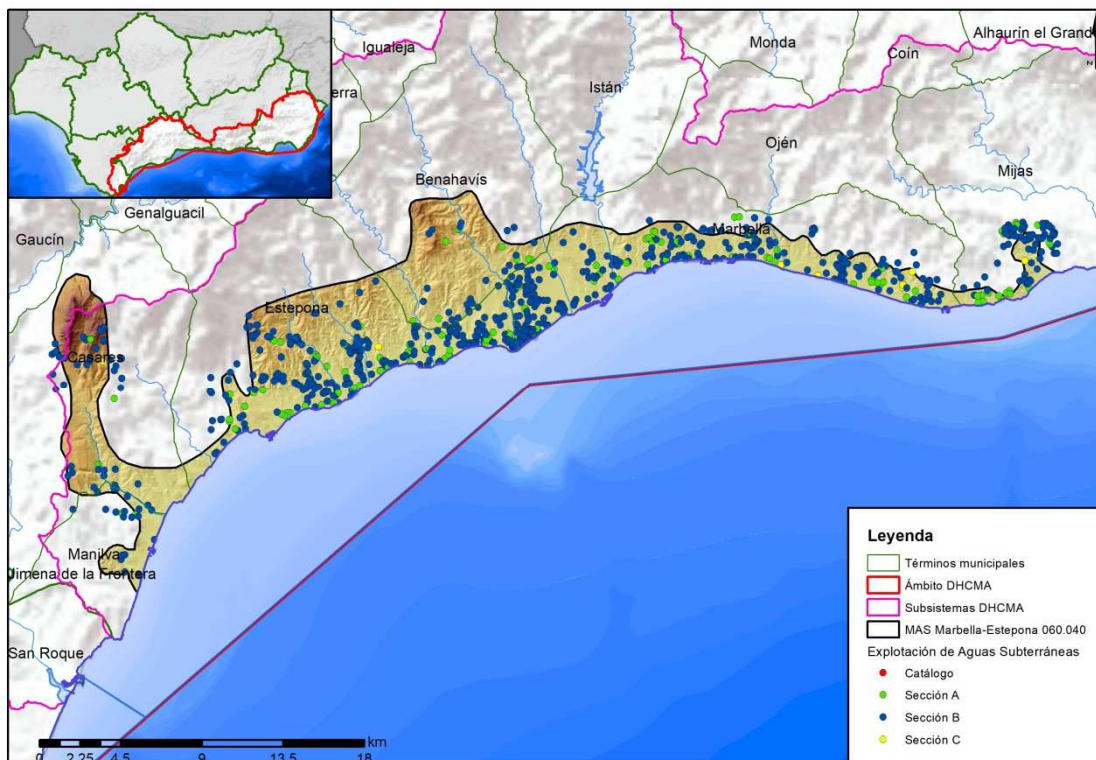 Igualeja
Monda
Alhaurín el Grand
Coín
erra
Istán
Ojén
Mijas
Benahavís
Genalguacil
Gaucín
Marbella
Estepona
Casares
Manilva
Jimena de la Frontera
San Roque
Leyenda
Términos municipales
Ámbito DHCMA
Subsistemas DHCMA
MAS Marbella-Estepona 060.040
Explotación de Aguas Subterráneas
Catálogo
Sección A
Sección B
Sección C
km
0 2,25 4,5 9 13,5 18